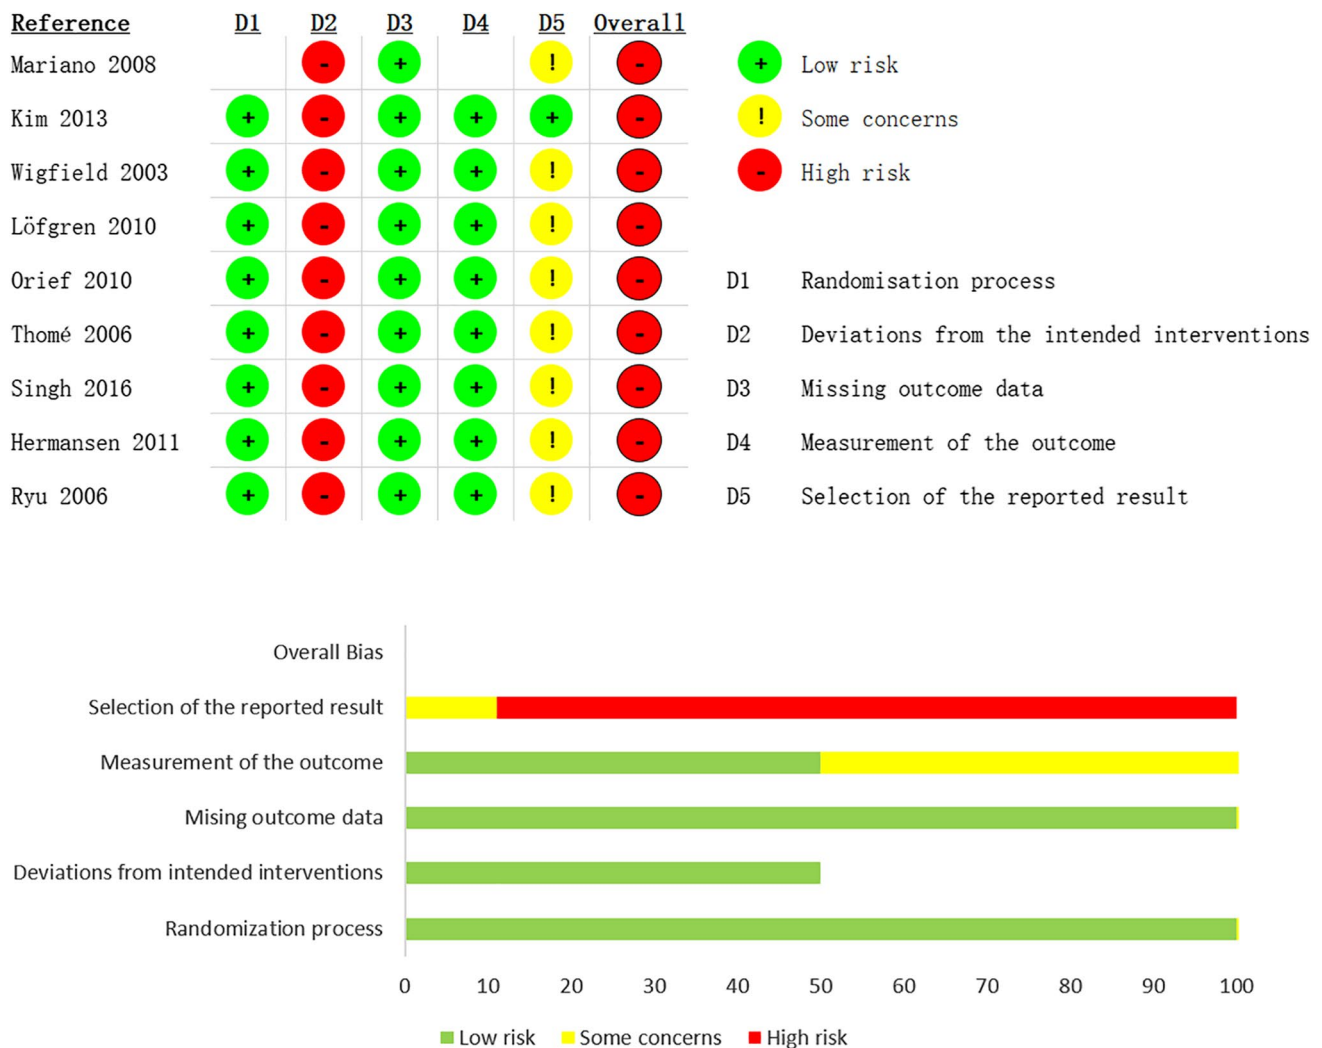 Reference D1 D2 D3 D4 D5 Overall
Mariano 2008 - + ! -
Kim 2013 + - + + + -
Wigfield 2003 + - + + ! -
Löfgren 2010 + - + + ! -
Orief 2010 + - + + ! -
Thomé 2006 + - + + ! -
Singh 2016 + - + + ! -
Hermansen 2011 + - + + ! -
Ryu 2006 + - + + ! -
+ Low risk
! Some concerns
- High risk
D1 Randomisation process
D2 Deviations from the intended interventions
D3 Missing outcome data
D4 Measurement of the outcome
D5 Selection of the reported result
Overall Bias
Selection of the reported result
Measurement of the outcome
Mising outcome data
Deviations from intended interventions
Randomization process
0 10 20 30 40 50 60 70 80 90 100
Low risk Some concerns High risk